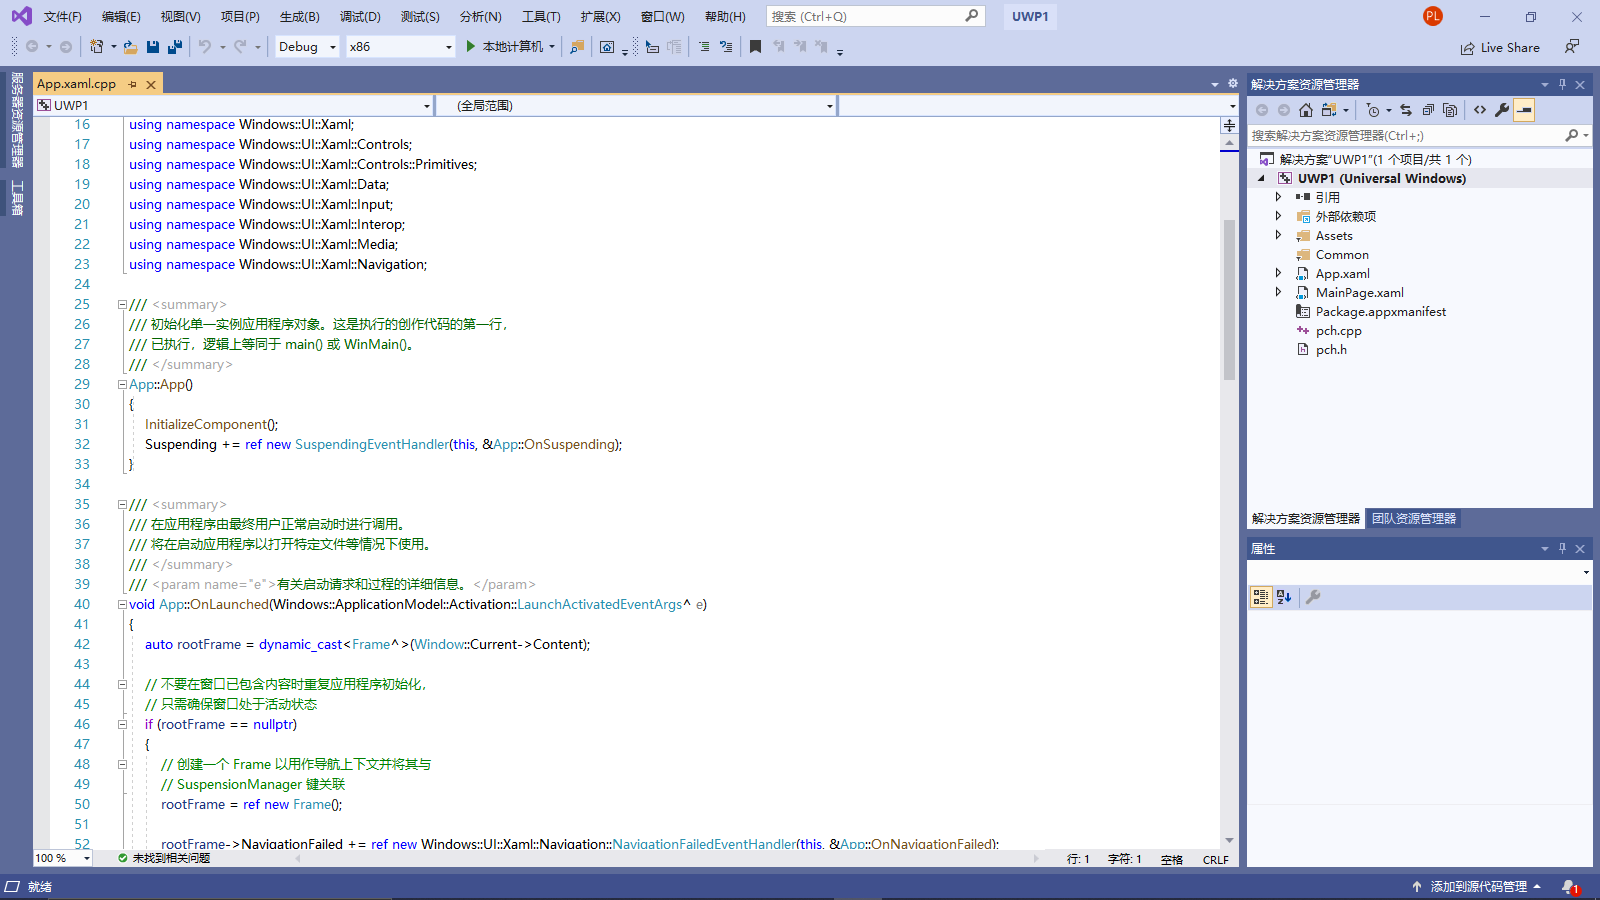 文件(F) 编辑(E) 视图(V) 项目(P) 生成(B) 调试(D) 测试(S) 分析(N) 工具(T) 扩展(X) 窗口(W) 帮助(H) 搜索 (Ctrl+Q) UWP1 PL
Debug x86 本地计算机 Live Share
服务器资源管理器
工具箱
App.xaml.cpp
UWP1 (全局范围)
16 using namespace Windows::UI::Xaml;
17 using namespace Windows::UI::Xaml::Controls;
18 using namespace Windows::UI::Xaml::Controls::Primitives;
19 using namespace Windows::UI::Xaml::Data;
20 using namespace Windows::UI::Xaml::Input;
21 using namespace Windows::UI::Xaml::Interop;
22 using namespace Windows::UI::Xaml::Media;
23 using namespace Windows::UI::Xaml::Navigation;
24
25 /// <summary>
26 /// 初始化单一实例应用程序对象。这是执行的创作代码的第一行，
27 /// 已执行，逻辑上等同于 main() 或 WinMain()。
28 /// </summary>
29 App::App()
30 {
31 InitializeComponent();
32 Suspending += ref new SuspendingEventHandler(this, &App::OnSuspending);
33 }
34
35 /// <summary>
36 /// 在应用程序由最终用户正常启动时进行调用。
37 /// 将在启动应用程序以打开特定文件等情况下使用。
38 /// </summary>
39 /// <param name="e">有关启动请求和过程的详细信息。</param>
40 void App::OnLaunched(Windows::ApplicationModel::Activation::LaunchActivatedEventArgs^ e)
41 {
42 auto rootFrame = dynamic_cast<Frame^>(Window::Current->Content);
43
44 // 不要在窗口已包含内容时重复应用程序初始化，
45 // 只需确保窗口处于活动状态
46 if (rootFrame == nullptr)
47 {
48 // 创建一个 Frame 以用作导航上下文并将其与
49 // SuspensionManager 键关联
50 rootFrame = ref new Frame();
51
52 rootFrame->NavigationFailed += ref new Windows::UI::Xaml::Navigation::NavigationFailedEventHandler(this, &App::OnNavigationFailed);
100 % 未找到相关问题 行: 1 字符: 1 空格 CRLF
解决方案资源管理器
搜索解决方案资源管理器(Ctrl+;)
解决方案"UWP1"(1 个项目/共 1 个)
UWP1 (Universal Windows)
引用
外部依赖项
Assets
Common
App.xaml
MainPage.xaml
Package.appxmanifest
pch.cpp
pch.h
解决方案资源管理器 团队资源管理器
属性
就绪 添加到源代码管理 1